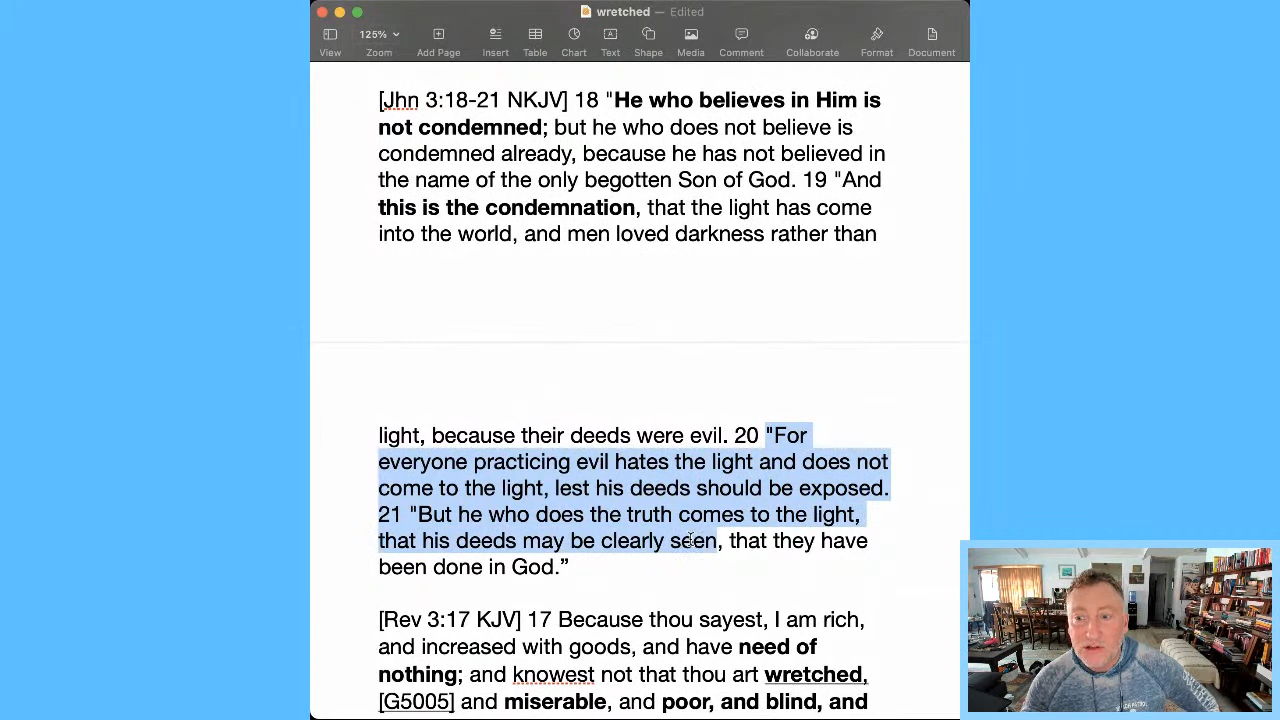 wretched — Edited
125%
View Zoom Add Page Insert Table Chart Text Shape Media Comment Collaborate Format Document
[Jhn 3:18-21 NKJV] 18 "He who believes in Him is
not condemned; but he who does not believe is
condemned already, because he has not believed in
the name of the only begotten Son of God. 19 "And
this is the condemnation, that the light has come
into the world, and men loved darkness rather than
light, because their deeds were evil. 20 "For
everyone practicing evil hates the light and does not
come to the light, lest his deeds should be exposed.
21 "But he who does the truth comes to the light,
that his deeds may be clearly seen, that they have
been done in God.”
[Rev 3:17 KJV] 17 Because thou sayest, I am rich,
and increased with goods, and have need of
nothing; and knowest not that thou art wretched,
[G5005] and miserable, and poor, and blind, and